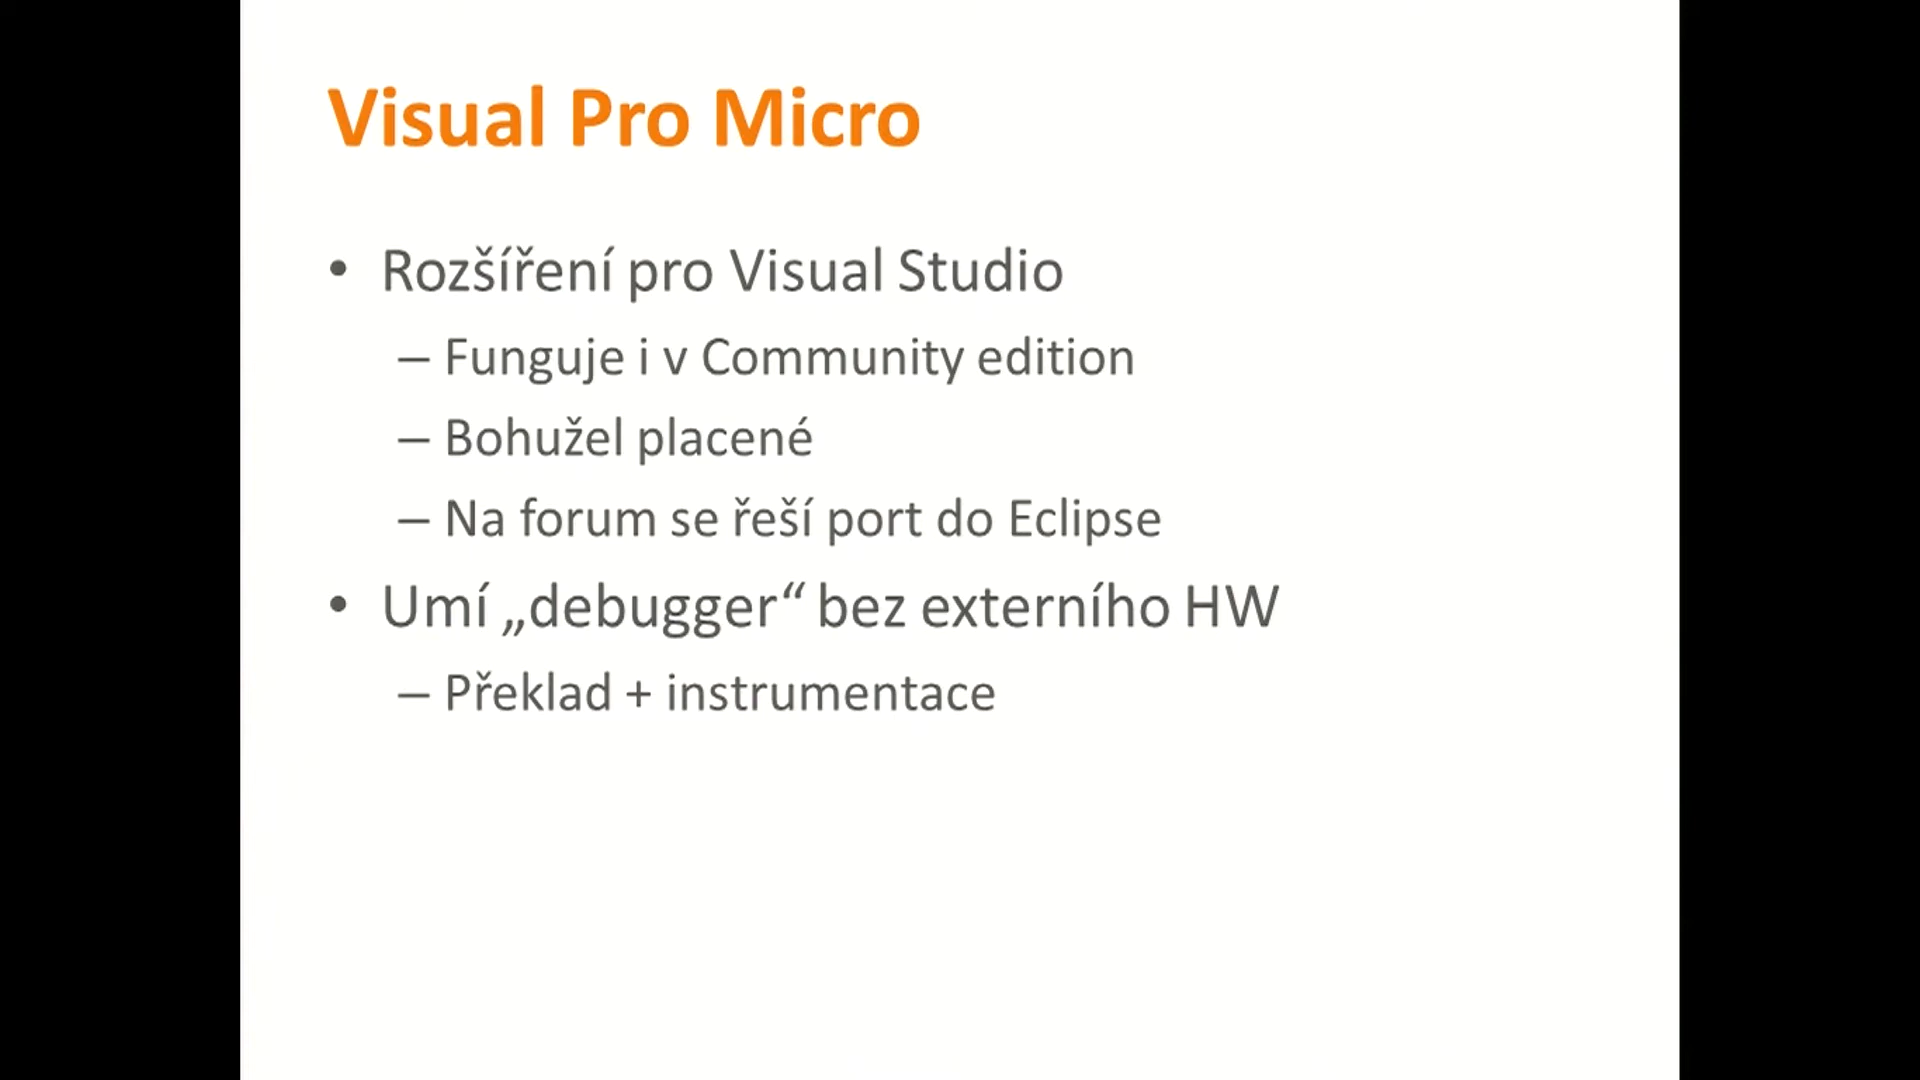 Visual Pro Micro
• Rozšíření pro Visual Studio
– Funguje i v Community edition
– Bohužel placené
– Na forum se řeší port do Eclipse
• Umí „debugger“ bez externího HW
– Překlad + instrumentace